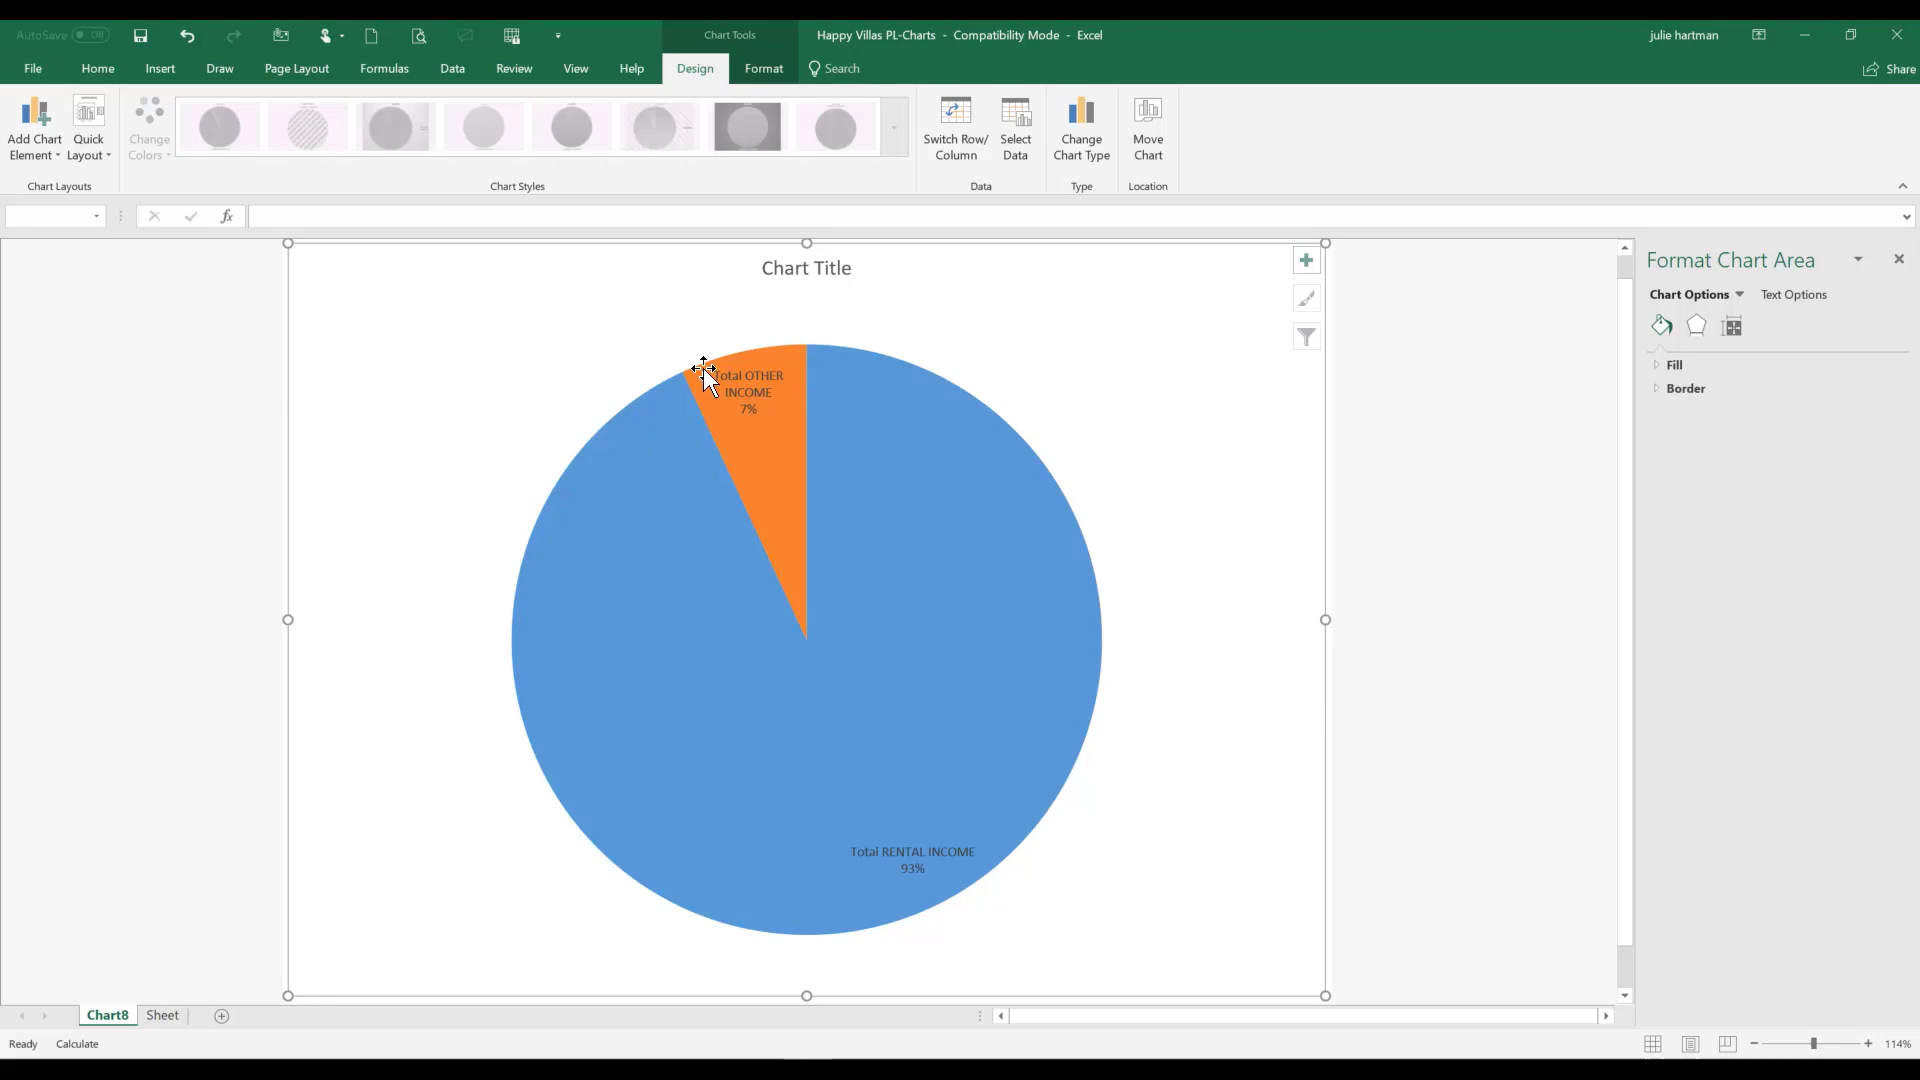 AutoSave Off
Chart Tools
Happy Villas PL-Charts - Compatibility Mode - Excel
julie hartman
File Home Insert Draw Page Layout Formulas Data Review View Help Design Format Search Share
Add Chart
Element
Quick
Layout
Change
Colors
Switch Row/
Column
Select
Data
Change
Chart Type
Move
Chart
Chart Layouts Chart Styles Data Type Location
fx
Chart Title
Total OTHER
INCOME
7%
Total RENTAL INCOME
93%
Format Chart Area
Chart Options Text Options
Fill
Border
Chart8 Sheet
Ready Calculate 114%